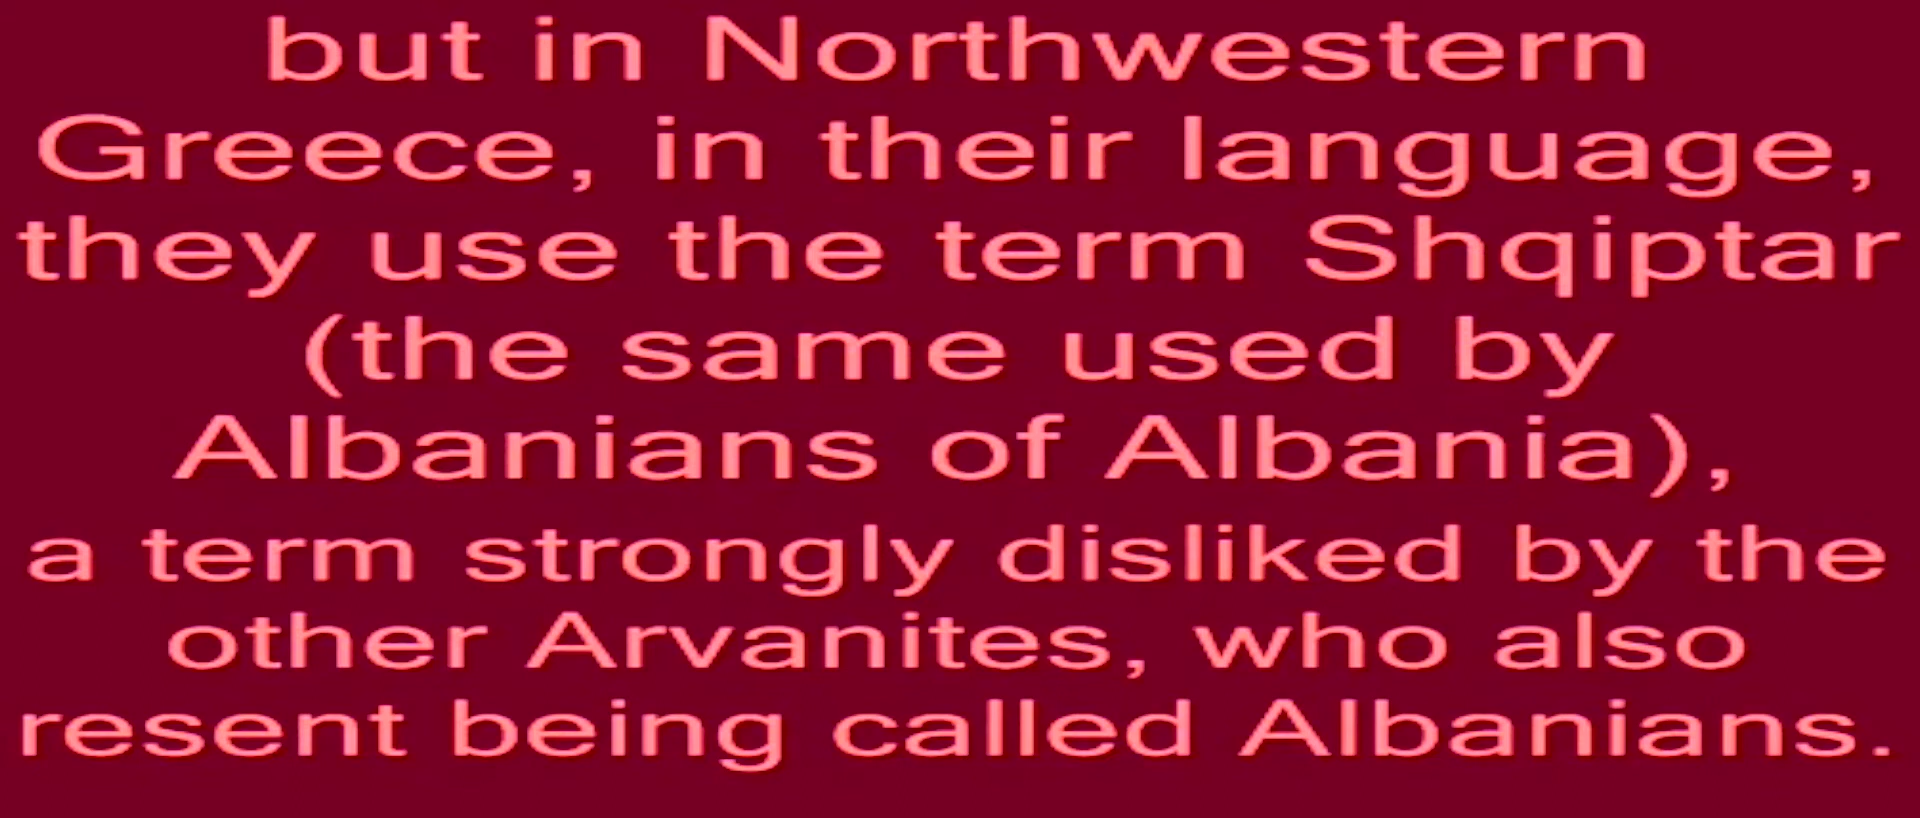 but in Northwestern
Greece, in their language,
they use the term Shqiptar
(the same used by
Albanians of Albania),
a term strongly disliked by the
other Arvanites, who also
resent being called Albanians.